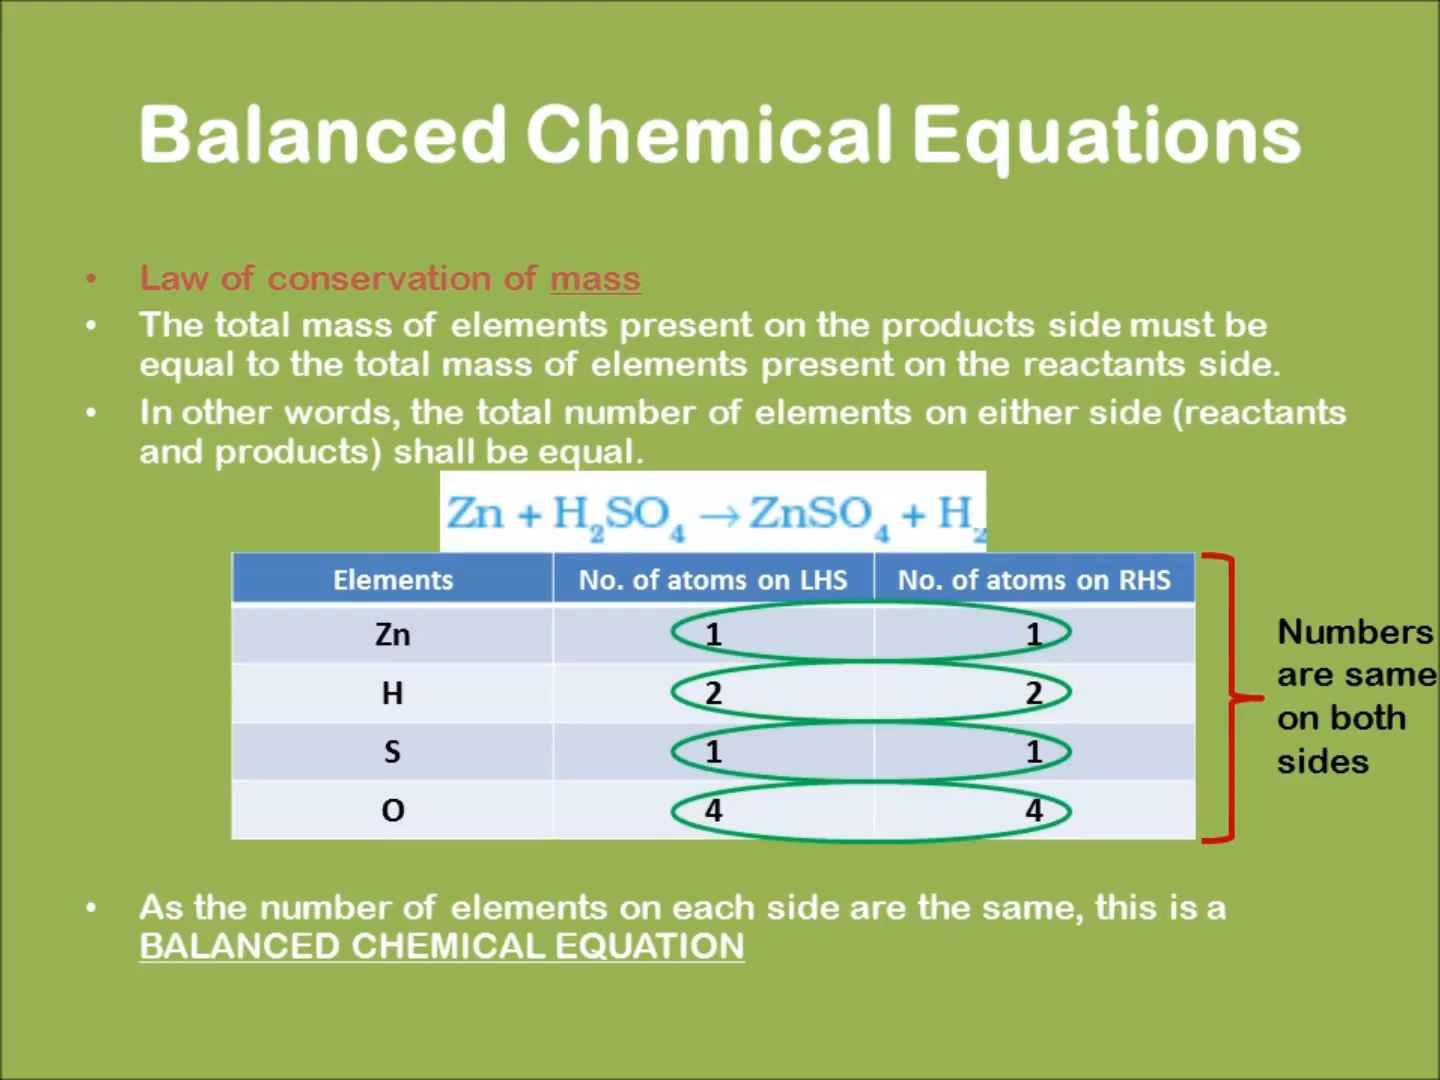 Balanced Chemical Equations
• Law of conservation of mass
• The total mass of elements present on the products side must be
equal to the total mass of elements present on the reactants side.
• In other words, the total number of elements on either side (reactants
and products) shall be equal.
Zn + H₂SO₄ → ZnSO₄ + H₂
Elements No. of atoms on LHS No. of atoms on RHS
Zn 1 1
H 2 2
S 1 1
O 4 4
Numbers
are same
on both
sides
• As the number of elements on each side are the same, this is a
BALANCED CHEMICAL EQUATION